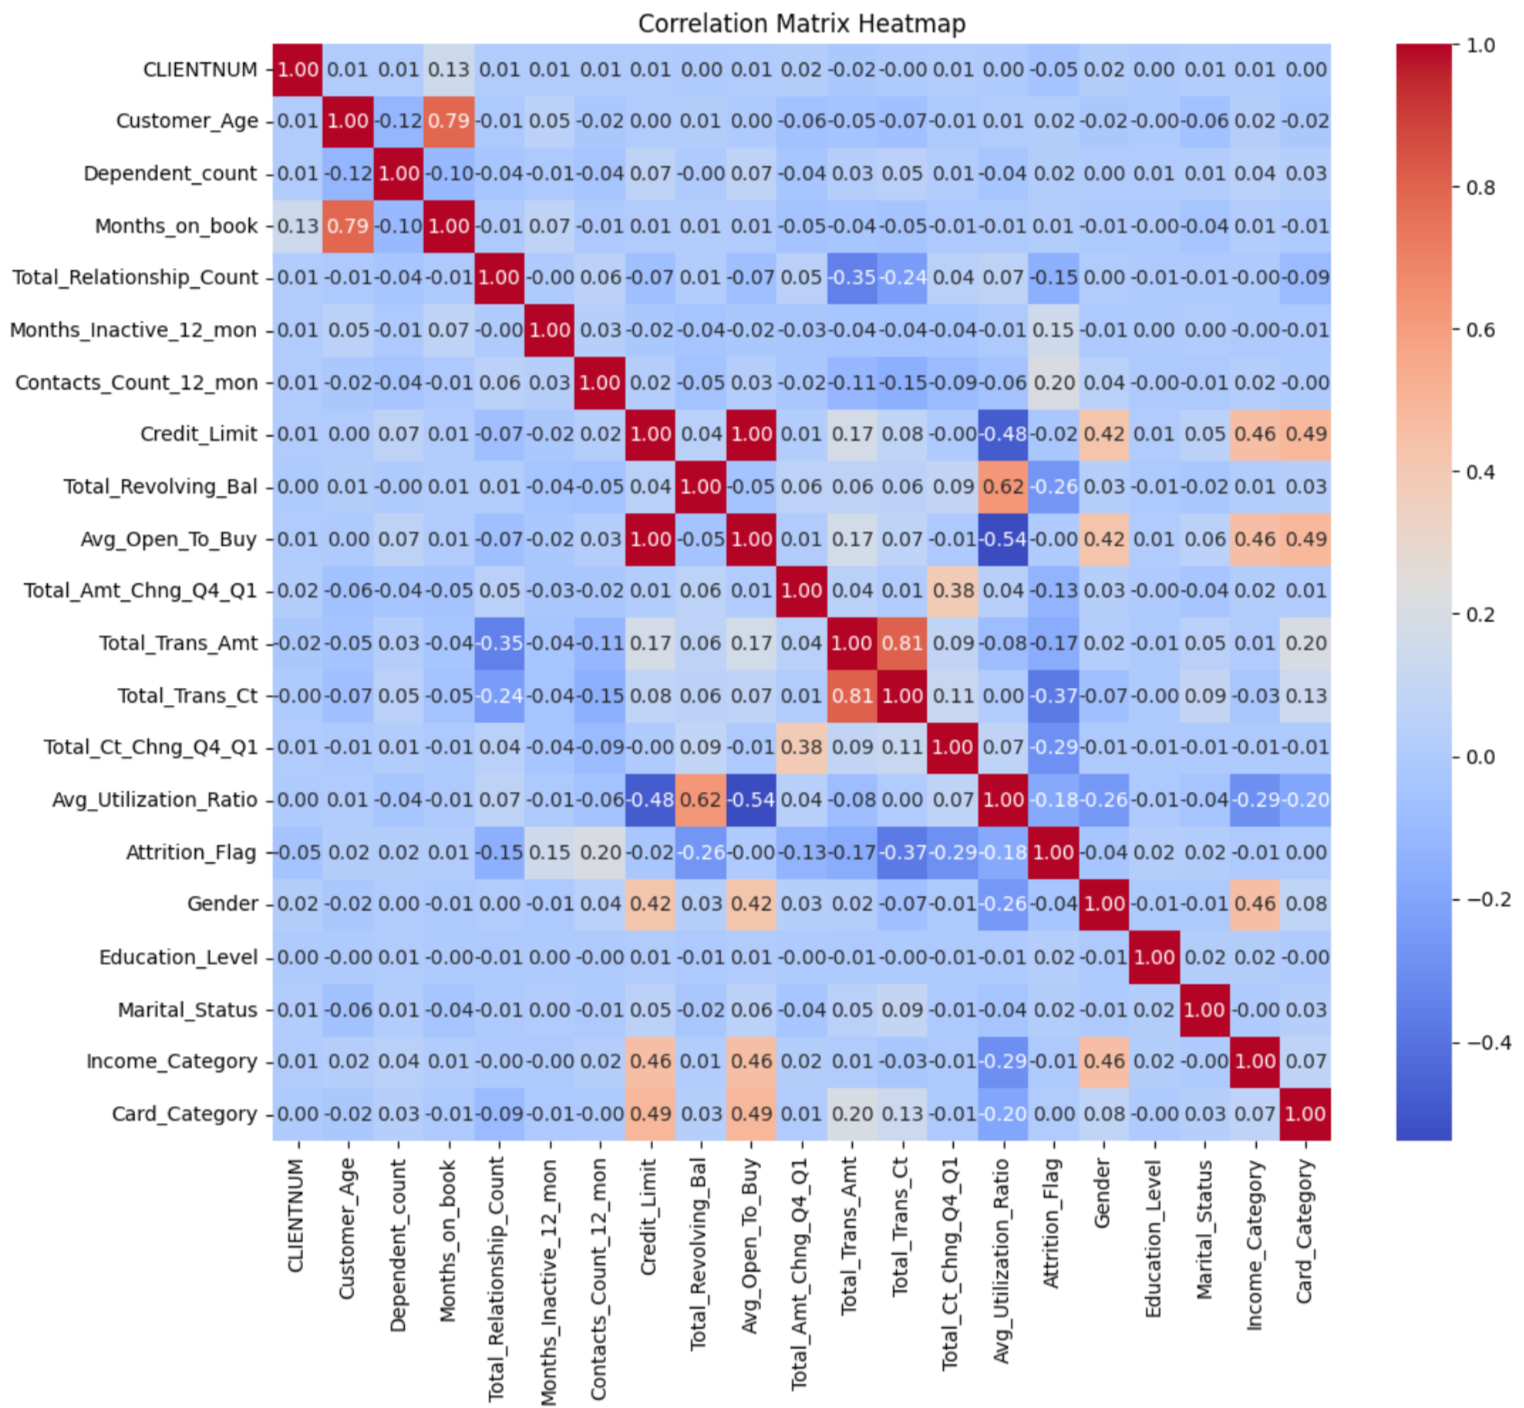 Correlation Matrix Heatmap
CLIENTNUM 1.00 0.01 0.01 0.13 0.01 0.01 0.01 0.01 0.00 0.01 0.02 -0.02 -0.00 0.01 0.00 -0.05 0.02 0.00 0.01 0.01 0.00
Customer_Age 0.01 1.00 -0.12 0.79 -0.01 0.05 -0.02 0.00 0.01 0.00 -0.06 -0.05 -0.07 -0.01 0.01 0.02 -0.02 -0.00 -0.06 0.02 -0.02
Dependent_count 0.01 -0.12 1.00 -0.10 -0.04 -0.01 -0.04 0.07 -0.00 0.07 -0.04 0.03 0.05 0.01 -0.04 0.02 0.00 0.01 0.01 0.04 0.03
Months_on_book 0.13 0.79 -0.10 1.00 -0.01 0.07 -0.01 0.01 0.01 0.01 -0.05 -0.04 -0.05 -0.01 -0.01 0.01 -0.01 -0.00 -0.04 0.01 -0.01
Total_Relationship_Count 0.01 -0.01 -0.04 -0.01 1.00 -0.00 0.06 -0.07 0.01 -0.07 0.05 -0.35 -0.24 0.04 0.07 -0.15 0.00 -0.01 -0.01 -0.00 -0.09
Months_Inactive_12_mon 0.01 0.05 -0.01 0.07 -0.00 1.00 0.03 -0.02 -0.04 -0.02 -0.03 -0.04 -0.04 -0.04 -0.01 0.15 -0.01 0.00 0.00 -0.00 -0.01
Contacts_Count_12_mon 0.01 -0.02 -0.04 -0.01 0.06 0.03 1.00 0.02 -0.05 0.03 -0.02 -0.11 -0.15 -0.09 -0.06 0.20 0.04 -0.00 -0.01 0.02 -0.00
Credit_Limit 0.01 0.00 0.07 0.01 -0.07 -0.02 0.02 1.00 0.04 1.00 0.01 0.17 0.08 -0.00 -0.48 -0.02 0.42 0.01 0.05 0.46 0.49
Total_Revolving_Bal 0.00 0.01 -0.00 0.01 0.01 -0.04 -0.05 0.04 1.00 -0.05 0.06 0.06 0.06 0.09 0.62 -0.26 0.03 -0.01 -0.02 0.01 0.03
Avg_Open_To_Buy 0.01 0.00 0.07 0.01 -0.07 -0.02 0.03 1.00 -0.05 1.00 0.01 0.17 0.07 -0.01 -0.54 -0.00 0.42 0.01 0.06 0.46 0.49
Total_Amt_Chng_Q4_Q1 0.02 -0.06 -0.04 -0.05 0.05 -0.03 -0.02 0.01 0.06 0.01 1.00 0.04 0.01 0.38 0.04 -0.13 0.03 -0.00 -0.04 0.02 0.01
Total_Trans_Amt -0.02 -0.05 0.03 -0.04 -0.35 -0.04 -0.11 0.17 0.06 0.17 0.04 1.00 0.81 0.09 -0.08 -0.17 0.02 -0.01 0.05 0.01 0.20
Total_Trans_Ct -0.00 -0.07 0.05 -0.05 -0.24 -0.04 -0.15 0.08 0.06 0.07 0.01 0.81 1.00 0.11 0.00 -0.37 -0.07 -0.00 0.09 -0.03 0.13
Total_Ct_Chng_Q4_Q1 0.01 -0.01 0.01 -0.01 0.04 -0.04 -0.09 -0.00 0.09 -0.01 0.38 0.09 0.11 1.00 0.07 -0.29 -0.01 -0.01 -0.01 -0.01 -0.01
Avg_Utilization_Ratio 0.00 0.01 -0.04 -0.01 0.07 -0.01 -0.06 -0.48 0.62 -0.54 0.04 -0.08 0.00 0.07 1.00 -0.18 -0.26 -0.01 -0.04 -0.29 -0.20
Attrition_Flag -0.05 0.02 0.02 0.01 -0.15 0.15 0.20 -0.02 -0.26 -0.00 -0.13 -0.17 -0.37 -0.29 -0.18 1.00 -0.04 0.02 0.02 -0.01 0.00
Gender 0.02 -0.02 0.00 -0.01 0.00 -0.01 0.04 0.42 0.03 0.42 0.03 0.02 -0.07 -0.01 -0.26 -0.04 1.00 -0.01 -0.01 0.46 0.08
Education_Level 0.00 -0.00 0.01 -0.00 -0.01 0.00 -0.00 0.01 -0.01 0.01 -0.00 -0.01 -0.00 -0.01 -0.01 0.02 -0.01 1.00 0.02 0.02 -0.00
Marital_Status 0.01 -0.06 0.01 -0.04 -0.01 0.00 -0.01 0.05 -0.02 0.06 -0.04 0.05 0.09 -0.01 -0.04 0.02 -0.01 0.02 1.00 -0.00 0.03
Income_Category 0.01 0.02 0.04 0.01 -0.00 -0.00 0.02 0.46 0.01 0.46 0.02 0.01 -0.03 -0.01 -0.29 -0.01 0.46 0.02 -0.00 1.00 0.07
Card_Category 0.00 -0.02 0.03 -0.01 -0.09 -0.01 -0.00 0.49 0.03 0.49 0.01 0.20 0.13 -0.01 -0.20 0.00 0.08 -0.00 0.03 0.07 1.00
CLIENTNUM
Customer_Age
Dependent_count
Months_on_book
Total_Relationship_Count
Months_Inactive_12_mon
Contacts_Count_12_mon
Credit_Limit
Total_Revolving_Bal
Avg_Open_To_Buy
Total_Amt_Chng_Q4_Q1
Total_Trans_Amt
Total_Trans_Ct
Total_Ct_Chng_Q4_Q1
Avg_Utilization_Ratio
Attrition_Flag
Gender
Education_Level
Marital_Status
Income_Category
Card_Category
1.0
0.8
0.6
0.4
0.2
0.0
−0.2
−0.4